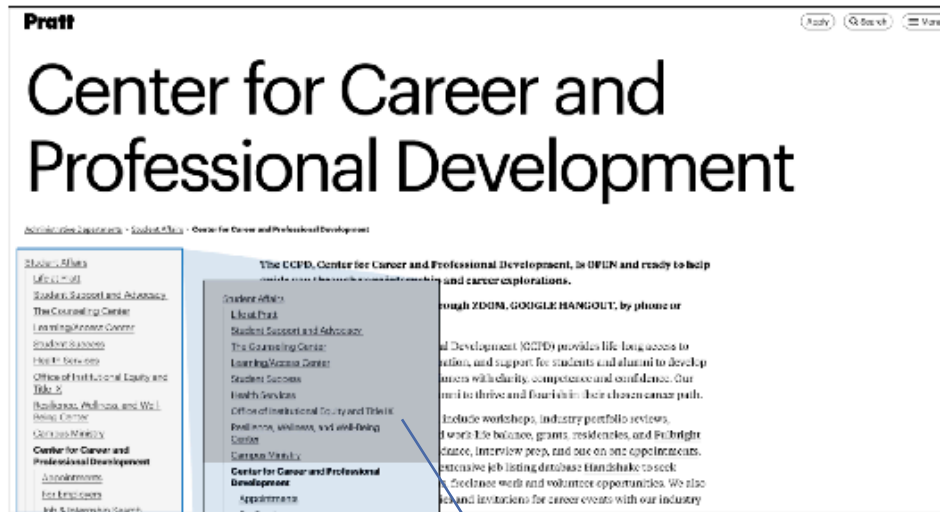 Pratt
Apply
Search
Menu
Center for Career and
Professional Development
Administrative Departments • Student Affairs • Center for Career and Professional Development
Student Affairs
Life at Pratt
Student Support and Advocacy
The Counseling Center
Learning/Access Center
Student Success
Health Services
Office of Institutional Equity and
Title IX
Resilience, Wellness, and Well-
Being Center
Campus Ministry
Center for Career and
Professional Development
Appointments
For Employers
Job & Internship Search
Student Affairs
Life at Pratt
Student Support and Advocacy
The Counseling Center
Learning/Access Center
Student Success
Health Services
Office of Institutional Equity and Title IX
Resilience, Wellness, and Well-Being
Center
Campus Ministry
Center for Career and Professional
Development
Appointments
The CCPD, Center for Career and Professional Development, is OPEN and ready to help
and career explorations.
rough ZOOM, GOOGLE HANGOUT, by phone or
al Development (CCPD) provides life-long access to
ation, and support for students and alumni to develop
ioners with clarity, competence and confidence. Our
mni to thrive and flourish in their chosen career path.
include workshops, industry portfolio reviews,
d work-life balance, grants, residencies, and Fulbright
dance, interview prep, and one on one appointments.
extensive job listing database Handshake to seek
, freelance work and volunteer opportunities. We also
ies and invitations for career events with our industry